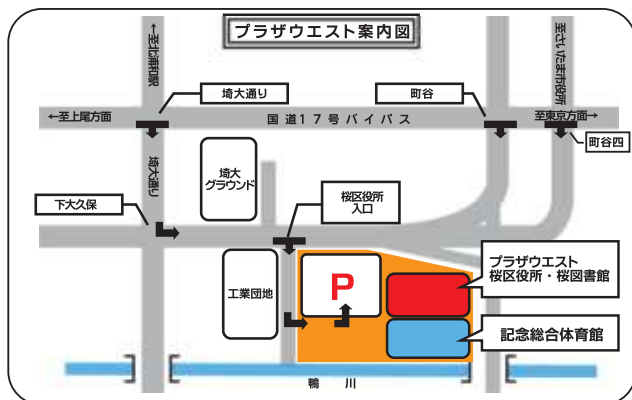 プラザウエスト案内図
←至北浦和駅
至さいたま市役所
埼大通り
町谷
←至上尾方面
国道17号バイパス
至東京方面→
町谷四
埼大通り
埼大
グラウンド
下大久保
桜区役所
入口
工業団地
P
プラザウエスト
桜区役所・桜図書館
記念総合体育館
鴨川